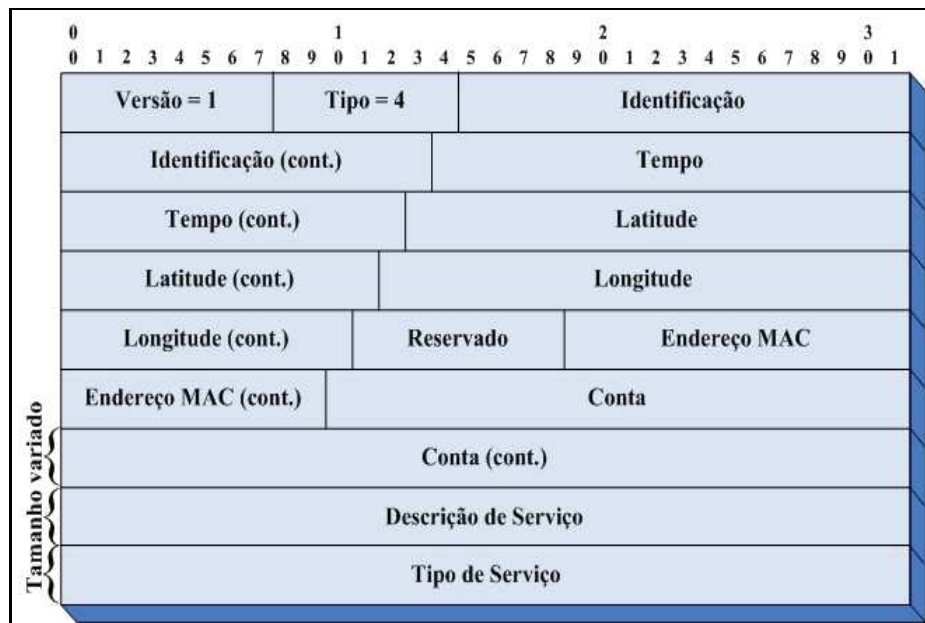 0 1 2 3
0 1 2 3 4 5 6 7 8 9 0 1 2 3 4 5 6 7 8 9 0 1 2 3 4 5 6 7 8 9 0 1
Versão = 1 Tipo = 4 Identificação
Identificação (cont.) Tempo
Tempo (cont.) Latitude
Latitude (cont.) Longitude
Longitude (cont.) Reservado Endereço MAC
Endereço MAC (cont.) Conta
Conta (cont.)
Descrição de Serviço
Tipo de Serviço
Tamanho variado